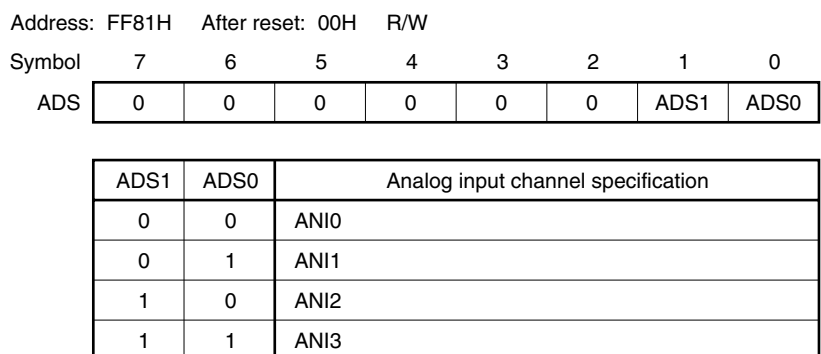 Address: FF81H After reset: 00H R/W
Symbol 7 6 5 4 3 2 1 0
ADS 0 0 0 0 0 0 ADS1 ADS0
ADS1 ADS0 Analog input channel specification
0 0 ANI0
0 1 ANI1
1 0 ANI2
1 1 ANI3